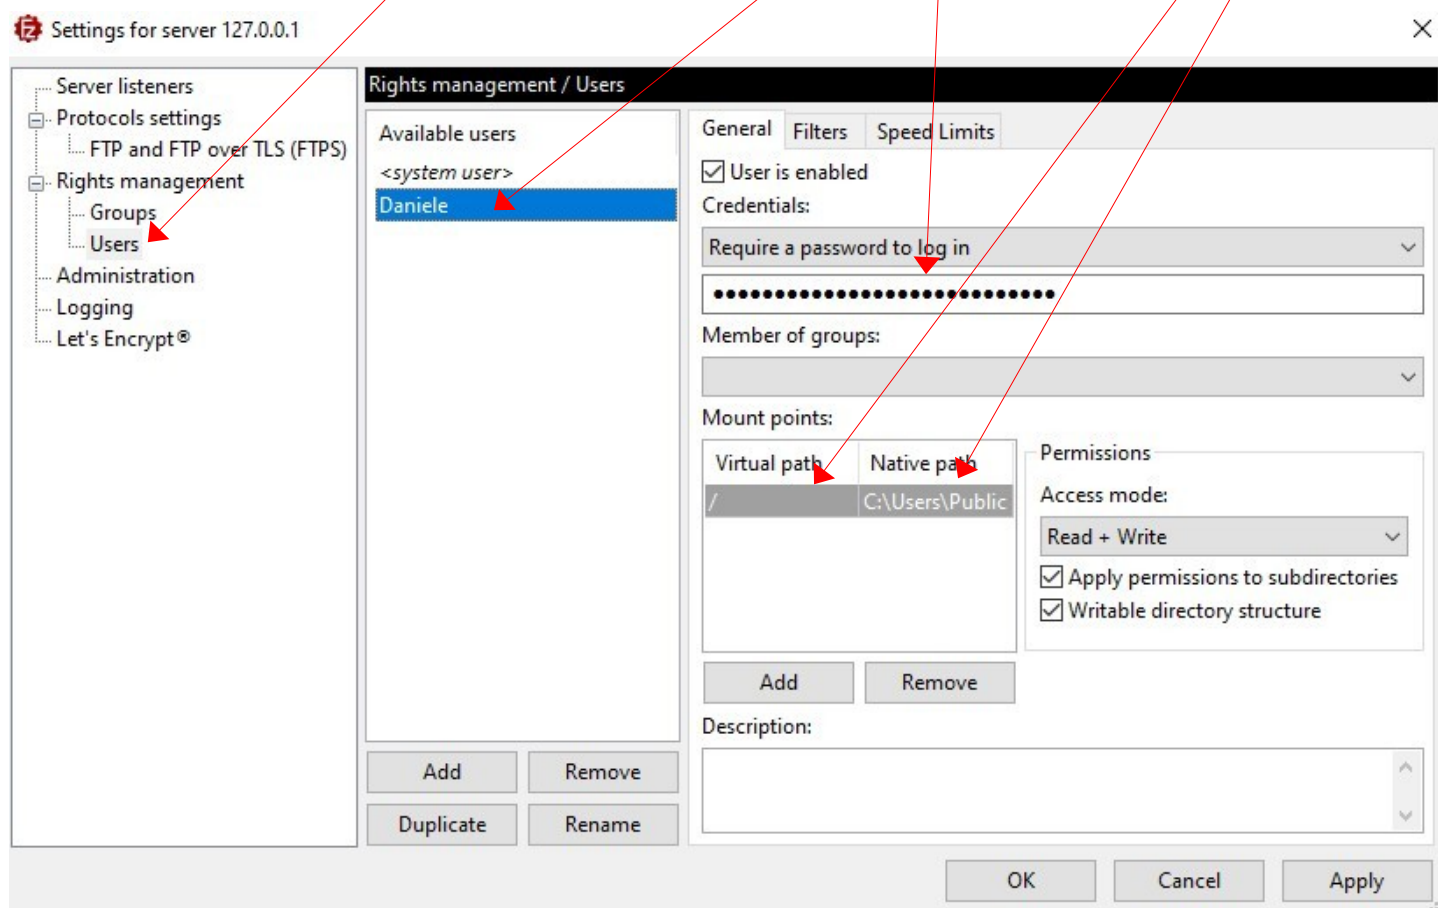 Settings for server 127.0.0.1
Server listeners
Protocols settings
FTP and FTP over TLS (FTPS)
Rights management
Groups
Users
Administration
Logging
Let's Encrypt®
Rights management / Users
Available users
<system user>
Daniele
Add Remove
Duplicate Rename
General Filters Speed Limits
User is enabled
Credentials:
Require a password to log in
●●●●●●●●●●●●●●●●●●●●●●●●●●●●
Member of groups:
Mount points:
Virtual path Native path
/ C:\Users\Public
Add Remove
Permissions
Access mode:
Read + Write
Apply permissions to subdirectories
Writable directory structure
Description:
OK Cancel Apply